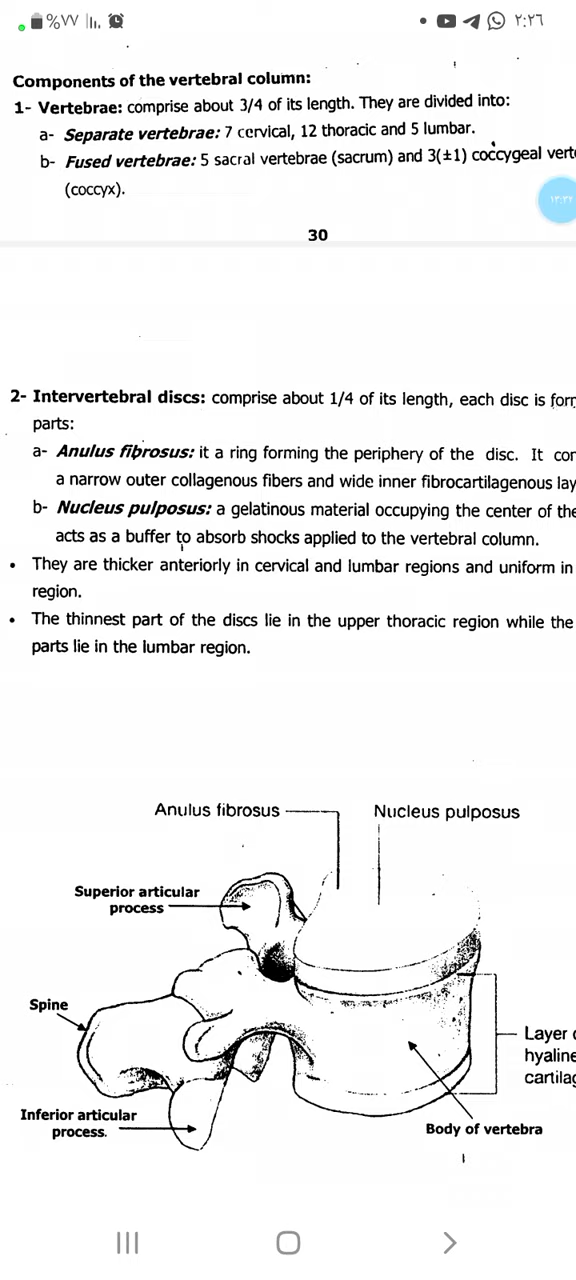 %٧٧ ٢:٢٦
Components of the vertebral column:
1- Vertebrae: comprise about 3/4 of its length. They are divided into:
a- Separate vertebrae: 7 cervical, 12 thoracic and 5 lumbar.
b- Fused vertebrae: 5 sacral vertebrae (sacrum) and 3(±1) coccygeal vert
(coccyx).
30
2- Intervertebral discs: comprise about 1/4 of its length, each disc is
parts:
a- Anulus fibrosus: it a ring forming the periphery of the disc. It
a narrow outer collagenous fibers and wide inner fibrocartilagenous lay
b- Nucleus pulposus: a gelatinous material occupying the center of the
acts as a buffer to absorb shocks applied to the vertebral column.
• They are thicker anteriorly in cervical and lumbar regions and uniform in
region.
• The thinnest part of the discs lie in the upper thoracic region while the
parts lie in the lumbar region.
Anulus fibrosus
Nucleus pulposus
Superior articular
process
Spine
Layer
hyaline
cartilag
Inferior articular
process.
Body of vertebra